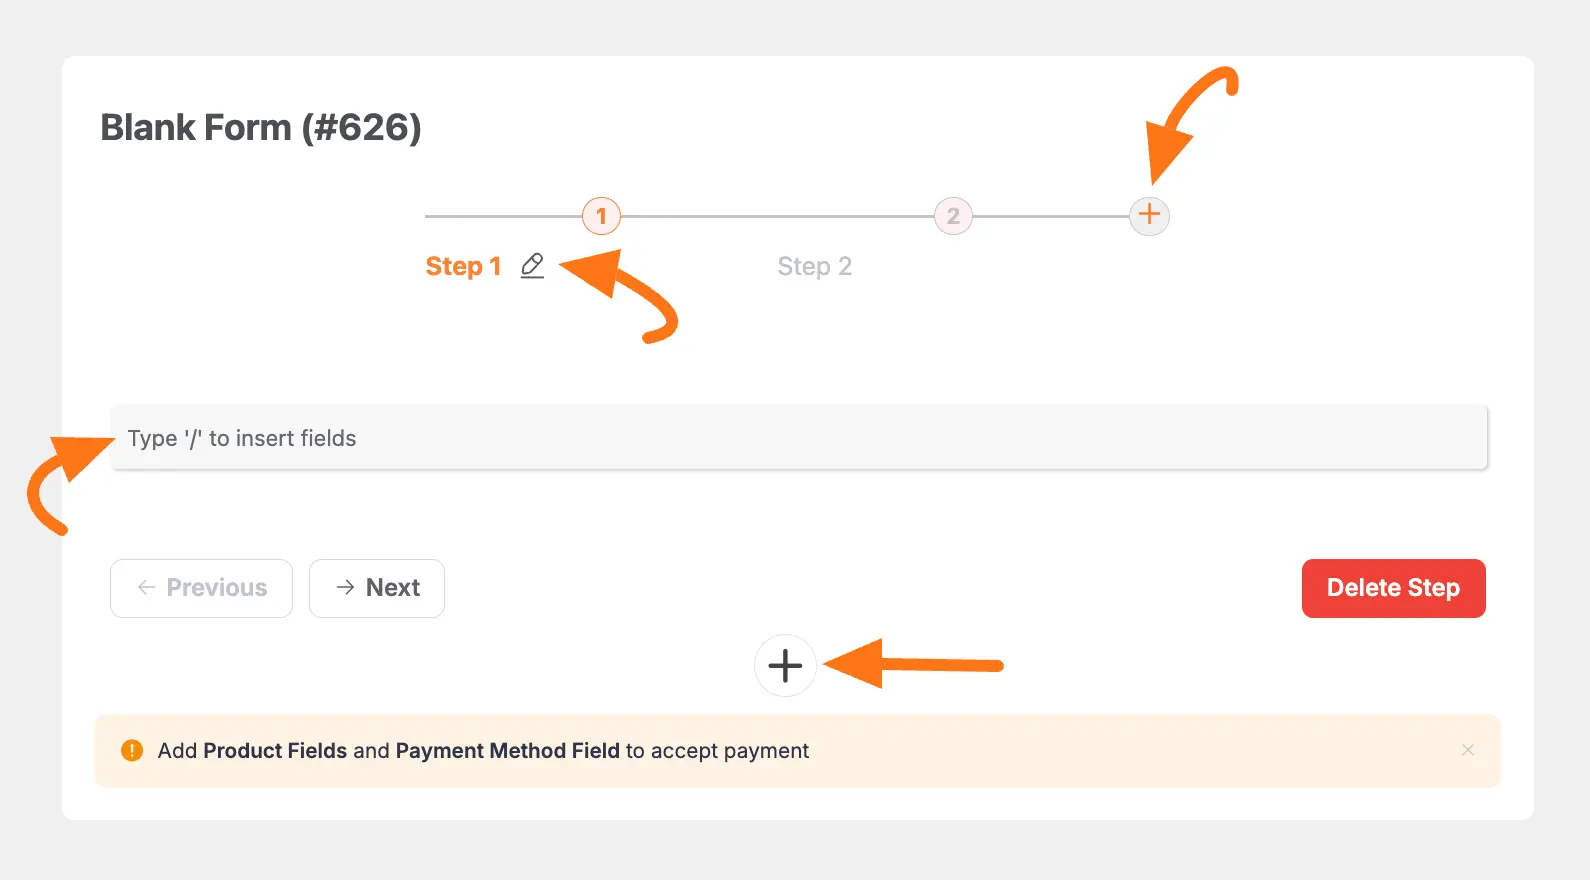 Blank Form (#626)
1
2
Step 1
Step 2
Type '/' to insert fields
Previous
Next
Delete Step
Add Product Fields and Payment Method Field to accept payment